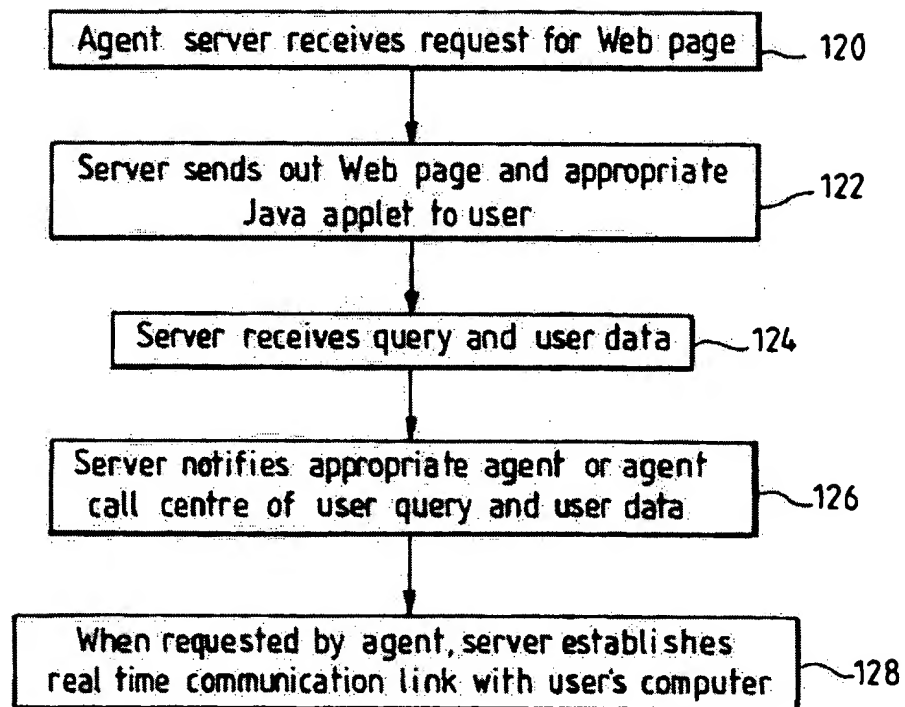 Agent server receives request for Web page
120
Server sends out Web page and appropriate
Java applet to user
122
Server receives query and user data
124
Server notifies appropriate agent or agent
call centre of user query and user data
126
When requested by agent, server establishes
real time communication link with user's computer
128